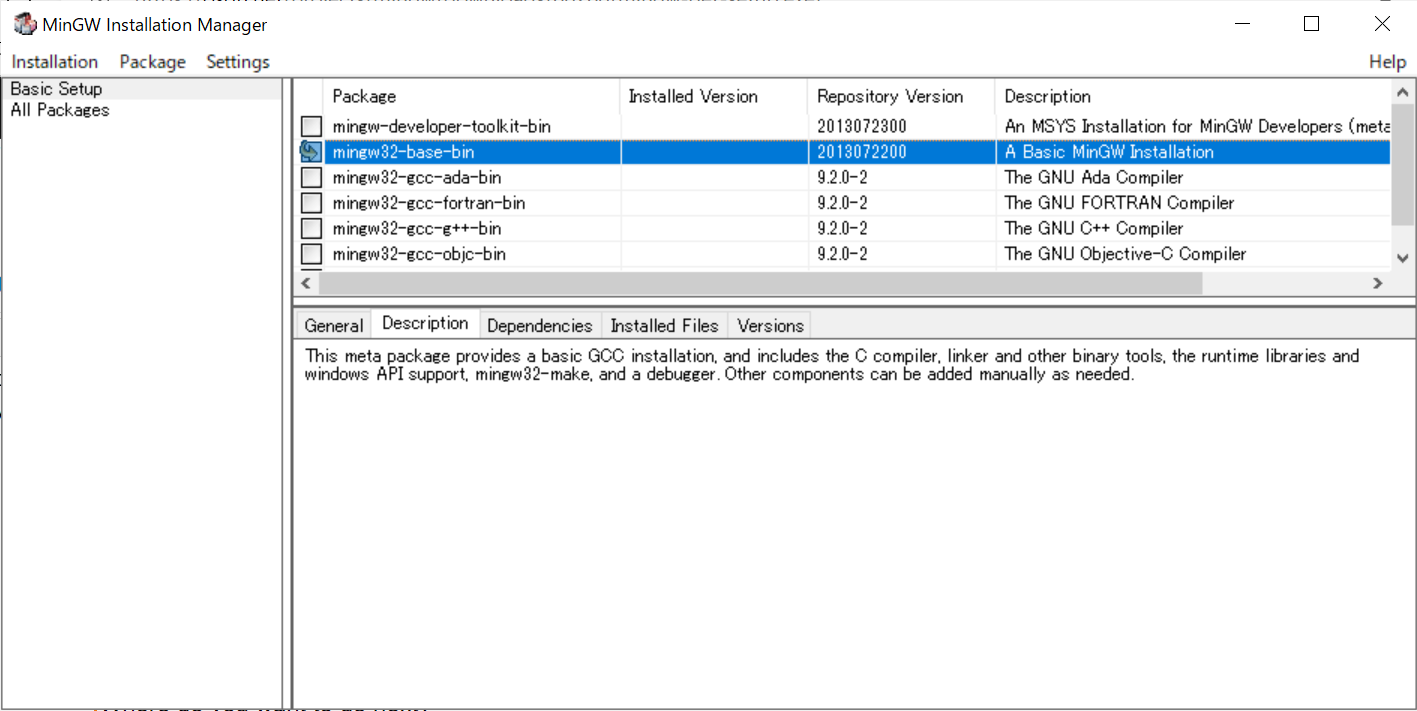 MinGW Installation Manager
Installation Package Settings Help
Basic Setup
All Packages
Package Installed Version Repository Version Description
mingw-developer-toolkit-bin 2013072300 An MSYS Installation for MinGW Developers (meta
mingw32-base-bin 2013072200 A Basic MinGW Installation
mingw32-gcc-ada-bin 9.2.0-2 The GNU Ada Compiler
mingw32-gcc-fortran-bin 9.2.0-2 The GNU FORTRAN Compiler
mingw32-gcc-g++-bin 9.2.0-2 The GNU C++ Compiler
mingw32-gcc-objc-bin 9.2.0-2 The GNU Objective-C Compiler
General Description Dependencies Installed Files Versions
This meta package provides a basic GCC installation, and includes the C compiler, linker and other binary tools, the runtime libraries and
windows API support, mingw32-make, and a debugger. Other components can be added manually as needed.